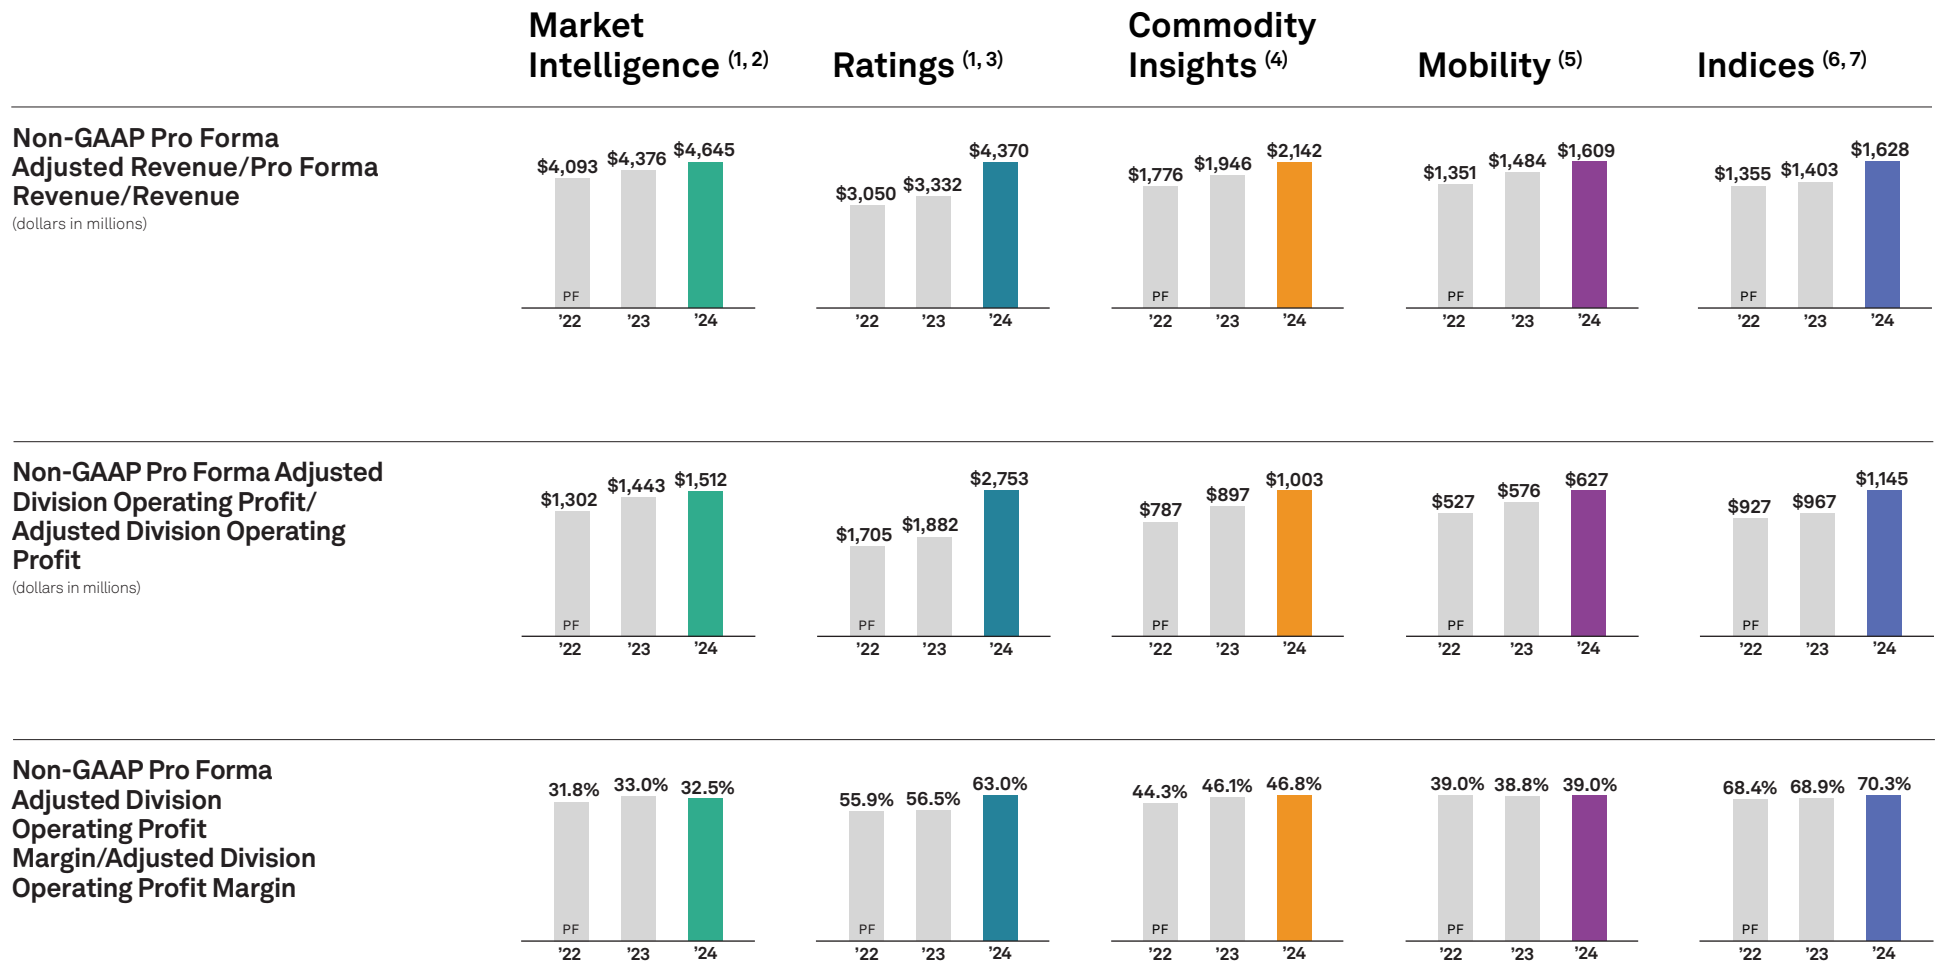 Market
Intelligence (1, 2)
Ratings (1, 3)
Commodity
Insights (4)
Mobility (5)
Indices (6, 7)
Non-GAAP Pro Forma
Adjusted Revenue/Pro Forma
Revenue/Revenue
(dollars in millions)
$4,093 $4,376 $4,645
PF
’22 ’23 ’24
$3,050 $3,332 $4,370
’22 ’23 ’24
$1,776 $1,946 $2,142
PF
’22 ’23 ’24
$1,351 $1,484 $1,609
PF
’22 ’23 ’24
$1,355 $1,403 $1,628
PF
’22 ’23 ’24
Non-GAAP Pro Forma Adjusted
Division Operating Profit/
Adjusted Division Operating
Profit
(dollars in millions)
$1,302 $1,443 $1,512
PF
’22 ’23 ’24
$1,705 $1,882 $2,753
PF
’22 ’23 ’24
$787 $897 $1,003
PF
’22 ’23 ’24
$527 $576 $627
PF
’22 ’23 ’24
$927 $967 $1,145
PF
’22 ’23 ’24
Non-GAAP Pro Forma
Adjusted Division
Operating Profit
Margin/Adjusted Division
Operating Profit Margin
31.8% 33.0% 32.5%
PF
’22 ’23 ’24
55.9% 56.5% 63.0%
PF
’22 ’23 ’24
44.3% 46.1% 46.8%
PF
’22 ’23 ’24
39.0% 38.8% 39.0%
PF
’22 ’23 ’24
68.4% 68.9% 70.3%
PF
’22 ’23 ’24